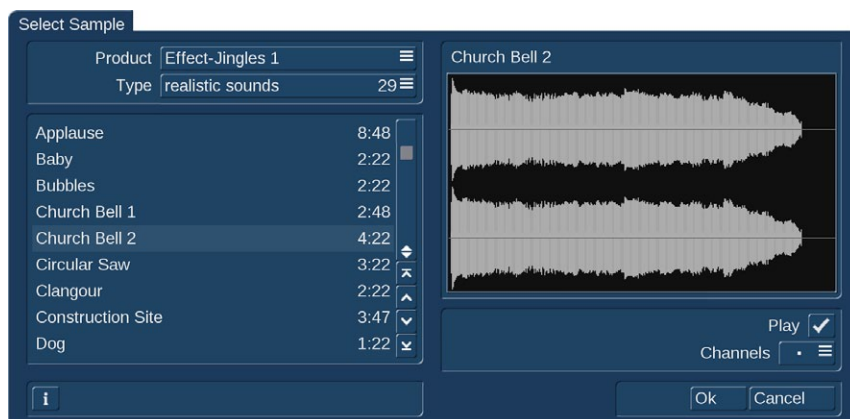 Select Sample
Product Effect-Jingles 1
Type realistic sounds 29
Applause 8:48
Baby 2:22
Bubbles 2:22
Church Bell 1 2:48
Church Bell 2 4:22
Circular Saw 3:22
Clangour 2:22
Construction Site 3:47
Dog 1:22
i
Church Bell 2
Play
Channels
Ok Cancel